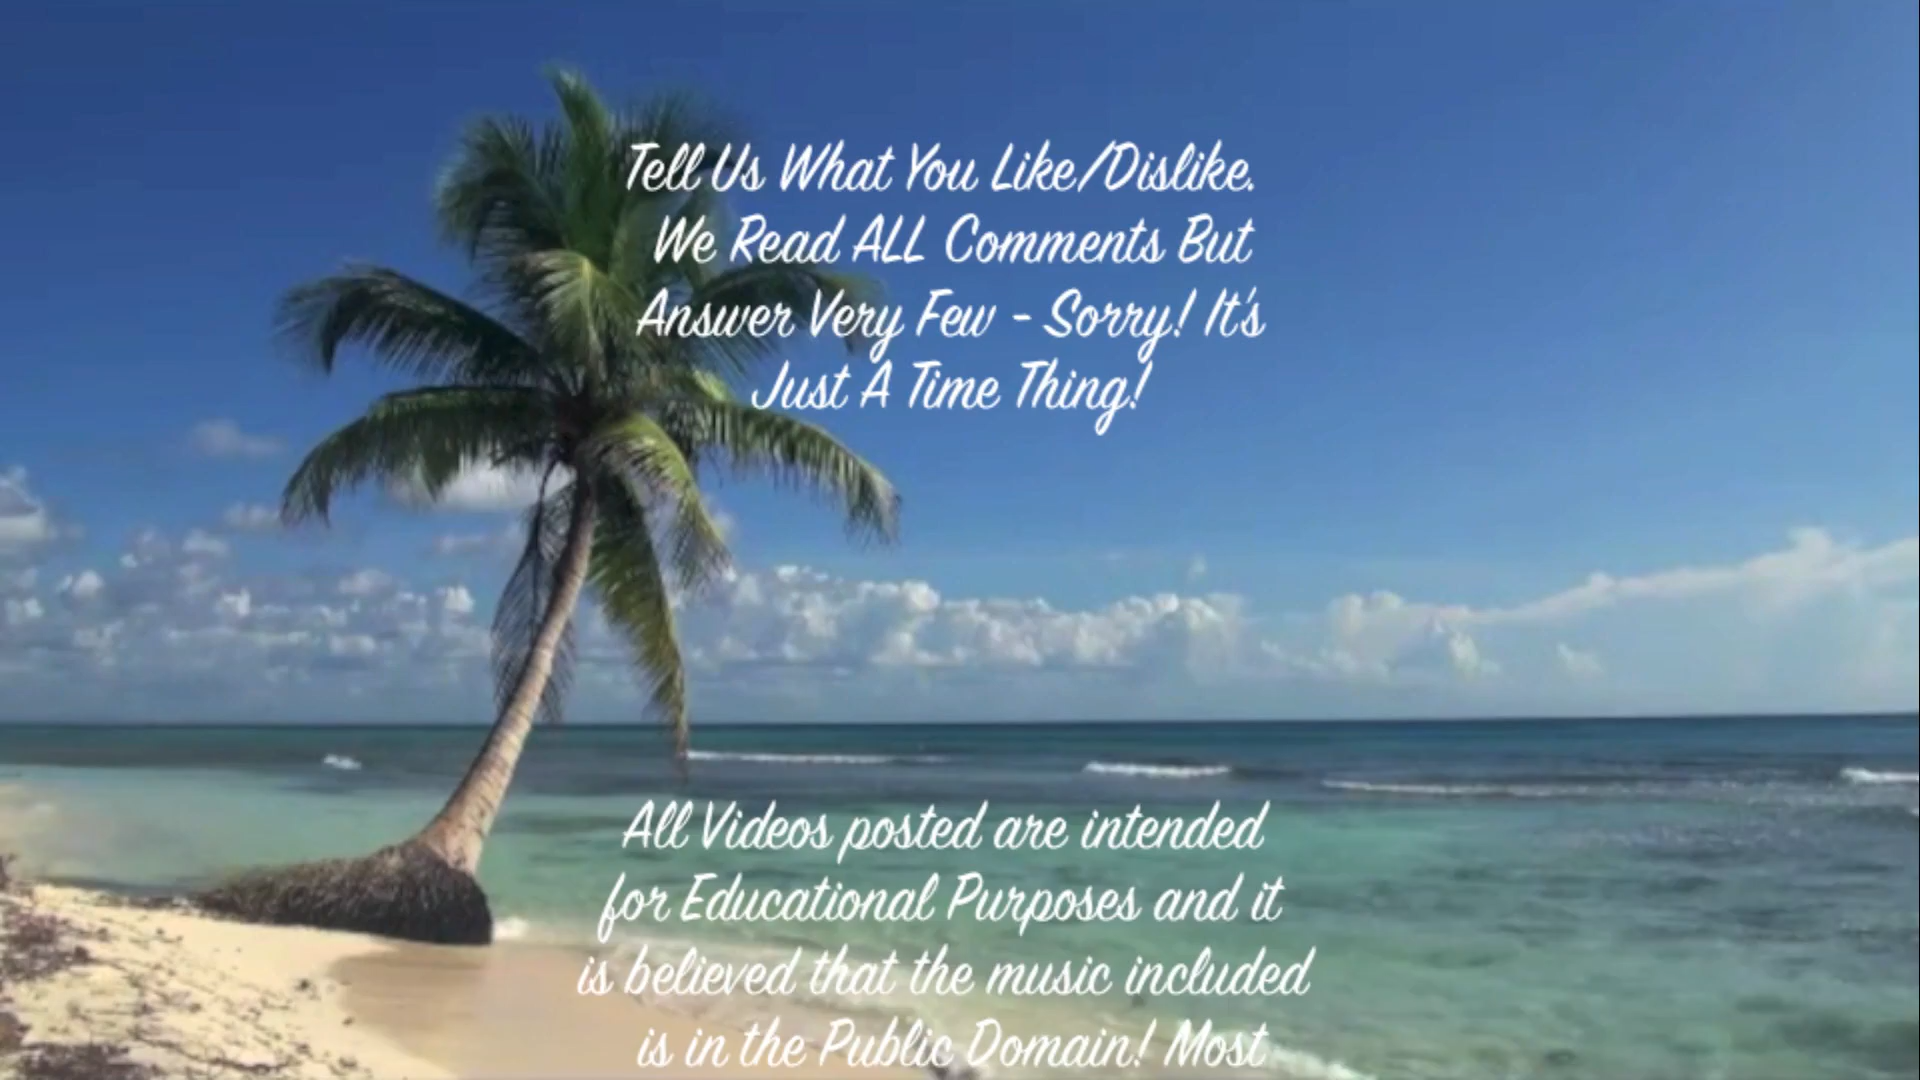 Tell Us What You Like/Dislike.
We Read ALL Comments But
Answer Very Few - Sorry! It's
Just A Time Thing!
All Videos posted are intended
for Educational Purposes and it
is believed that the music included
is in the Public Domain! Most